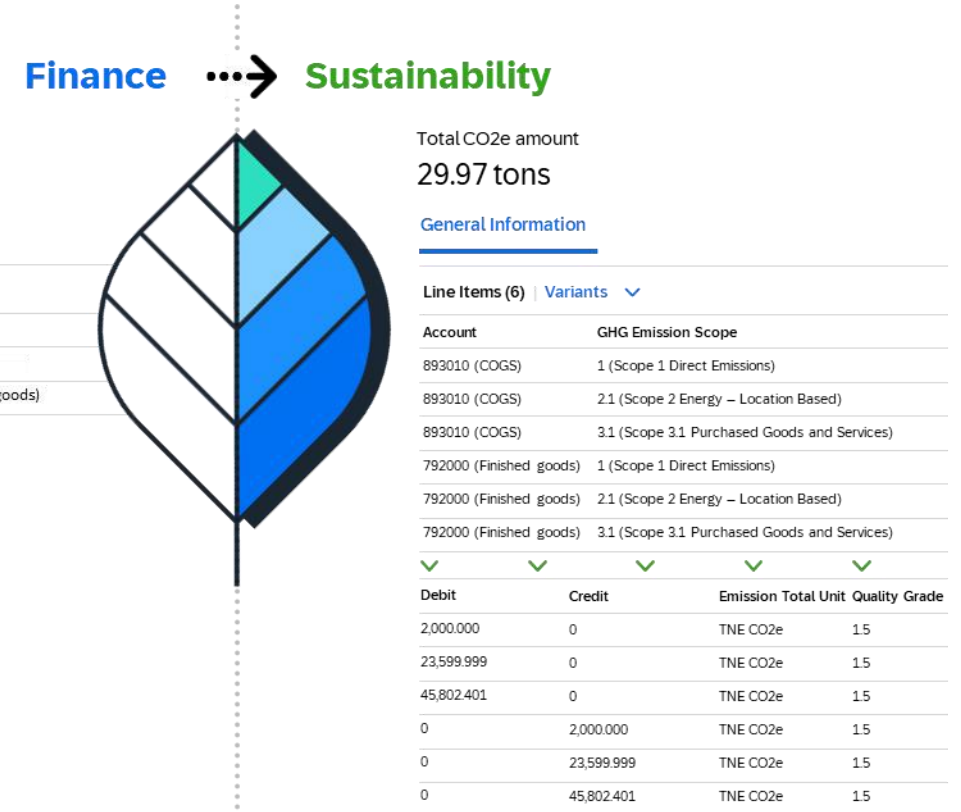 Finance Sustainability
Total CO2e amount
29.97 tons
General Information
Line Items (6) | Variants
Account GHG Emission Scope
893010 (COGS) 1 (Scope 1 Direct Emissions)
893010 (COGS) 2.1 (Scope 2 Energy – Location Based)
oods)
893010 (COGS) 3.1 (Scope 3.1 Purchased Goods and Services)
792000 (Finished goods) 1 (Scope 1 Direct Emissions)
792000 (Finished goods) 2.1 (Scope 2 Energy – Location Based)
792000 (Finished goods) 3.1 (Scope 3.1 Purchased Goods and Services)
Debit Credit Emission Total Unit Quality Grade
2,000.000 0 TNE CO2e 1.5
23,599.999 0 TNE CO2e 1.5
45,802.401 0 TNE CO2e 1.5
0 2,000.000 TNE CO2e 1.5
0 23,599.999 TNE CO2e 1.5
0 45,802.401 TNE CO2e 1.5